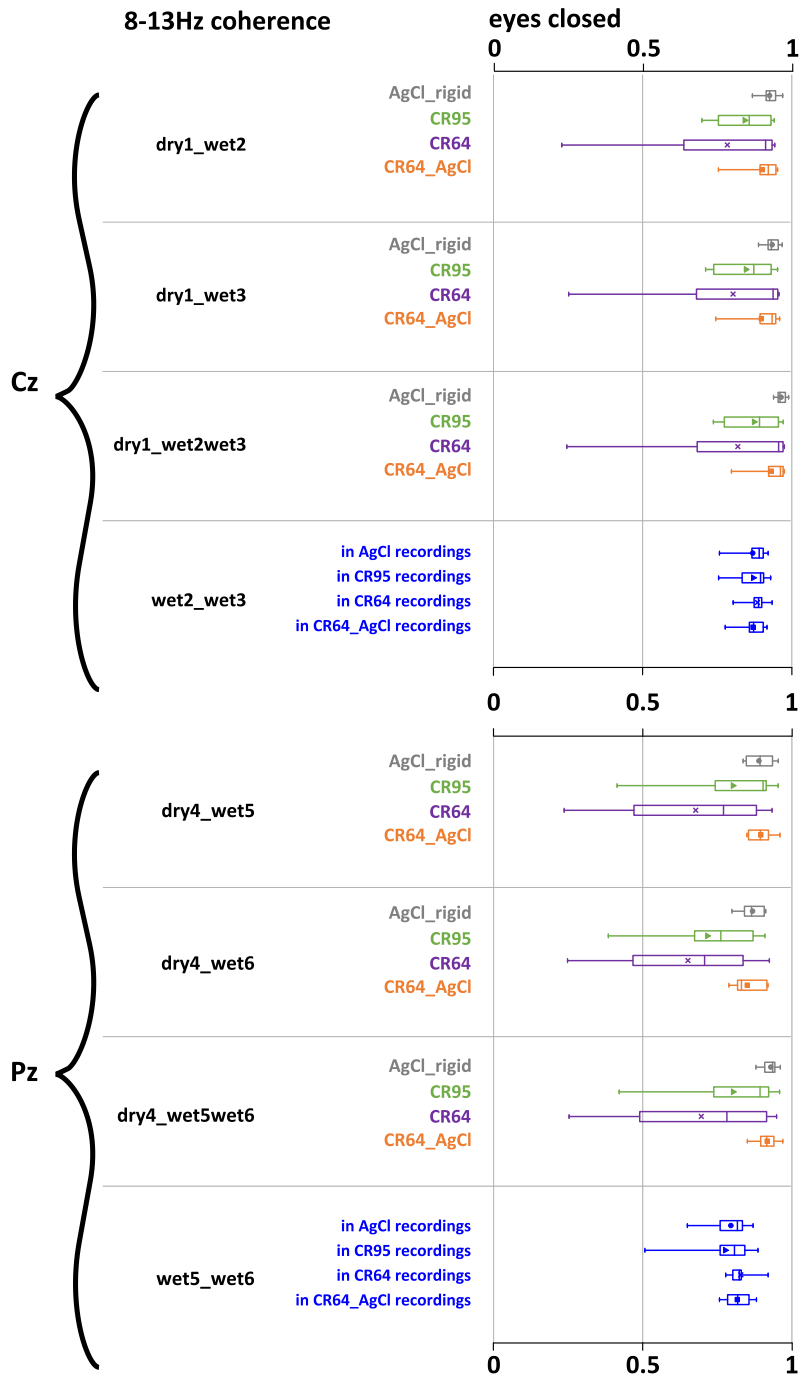 8-13Hz coherence eyes closed
0 0.5 1
AgCl_rigid
CR95
dry1_wet2
CR64
CR64_AgCl
AgCl_rigid
CR95
dry1_wet3
CR64
CR64_AgCl
Cz
AgCl_rigid
CR95
dry1_wet2wet3
CR64
CR64_AgCl
in AgCl recordings
in CR95 recordings
wet2_wet3
in CR64 recordings
in CR64_AgCl recordings
0 0.5 1
AgCl_rigid
CR95
dry4_wet5
CR64
CR64_AgCl
AgCl_rigid
CR95
dry4_wet6
CR64
CR64_AgCl
Pz
AgCl_rigid
CR95
dry4_wet5wet6
CR64
CR64_AgCl
in AgCl recordings
in CR95 recordings
wet5_wet6
in CR64 recordings
in CR64_AgCl recordings
0 0.5 1